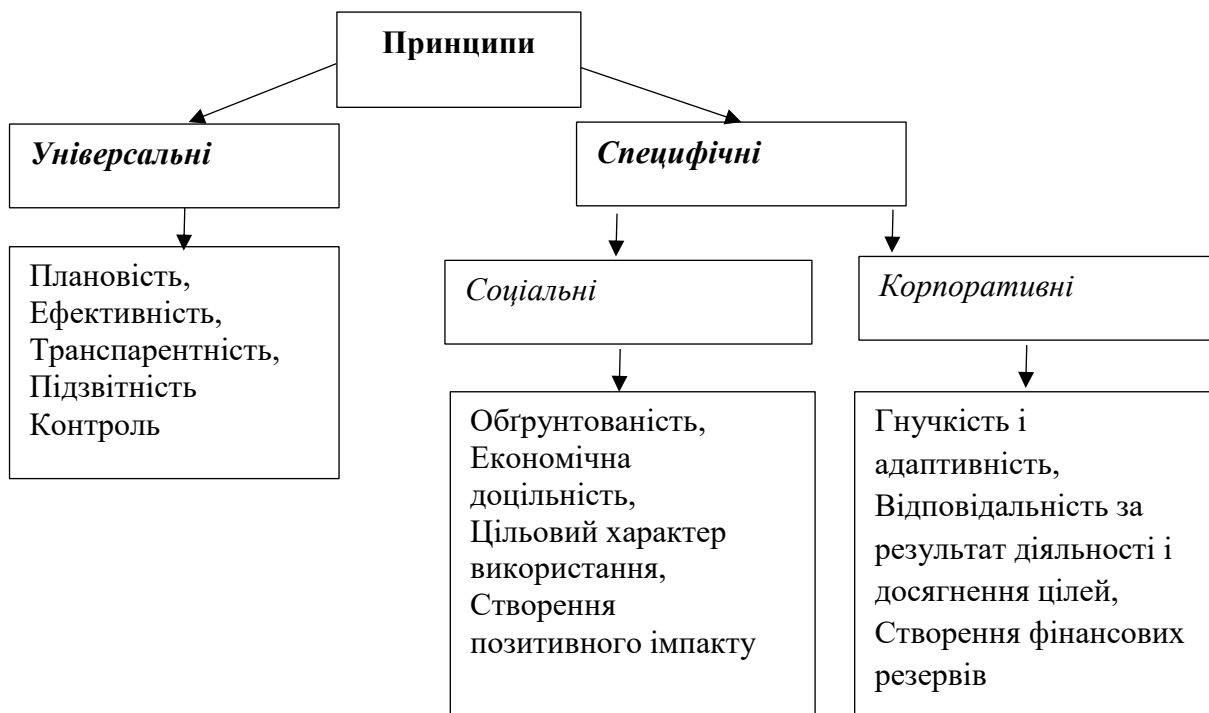 Принципи
Універсальні
Специфічні
Плановість,
Ефективність,
Транспарентність,
Підзвітність
Контроль
Соціальні
Корпоративні
Обґрунтованість,
Економічна
доцільність,
Цільовий характер
використання,
Створення
позитивного імпакту
Гнучкість і
адаптивність,
Відповідальність за
результат діяльності і
досягнення цілей,
Створення фінансових
резервів